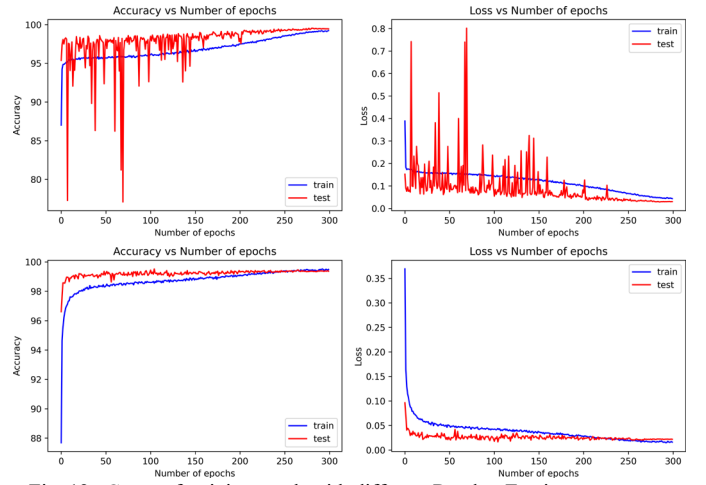 Accuracy vs Number of epochs
100
95
90
85
80
Accuracy
0
50
100
150
200
250
300
Number of epochs
train
test
Loss vs Number of epochs
0.8
0.7
0.6
0.5
0.4
0.3
0.2
0.1
0.0
Loss
0
50
100
150
200
250
300
Number of epochs
train
test
Accuracy vs Number of epochs
100
98
96
94
92
90
88
Accuracy
0
50
100
150
200
250
300
Number of epochs
train
test
Loss vs Number of epochs
0.35
0.30
0.25
0.20
0.15
0.10
0.05
0.00
Loss
0
50
100
150
200
250
300
Number of epochs
train
test